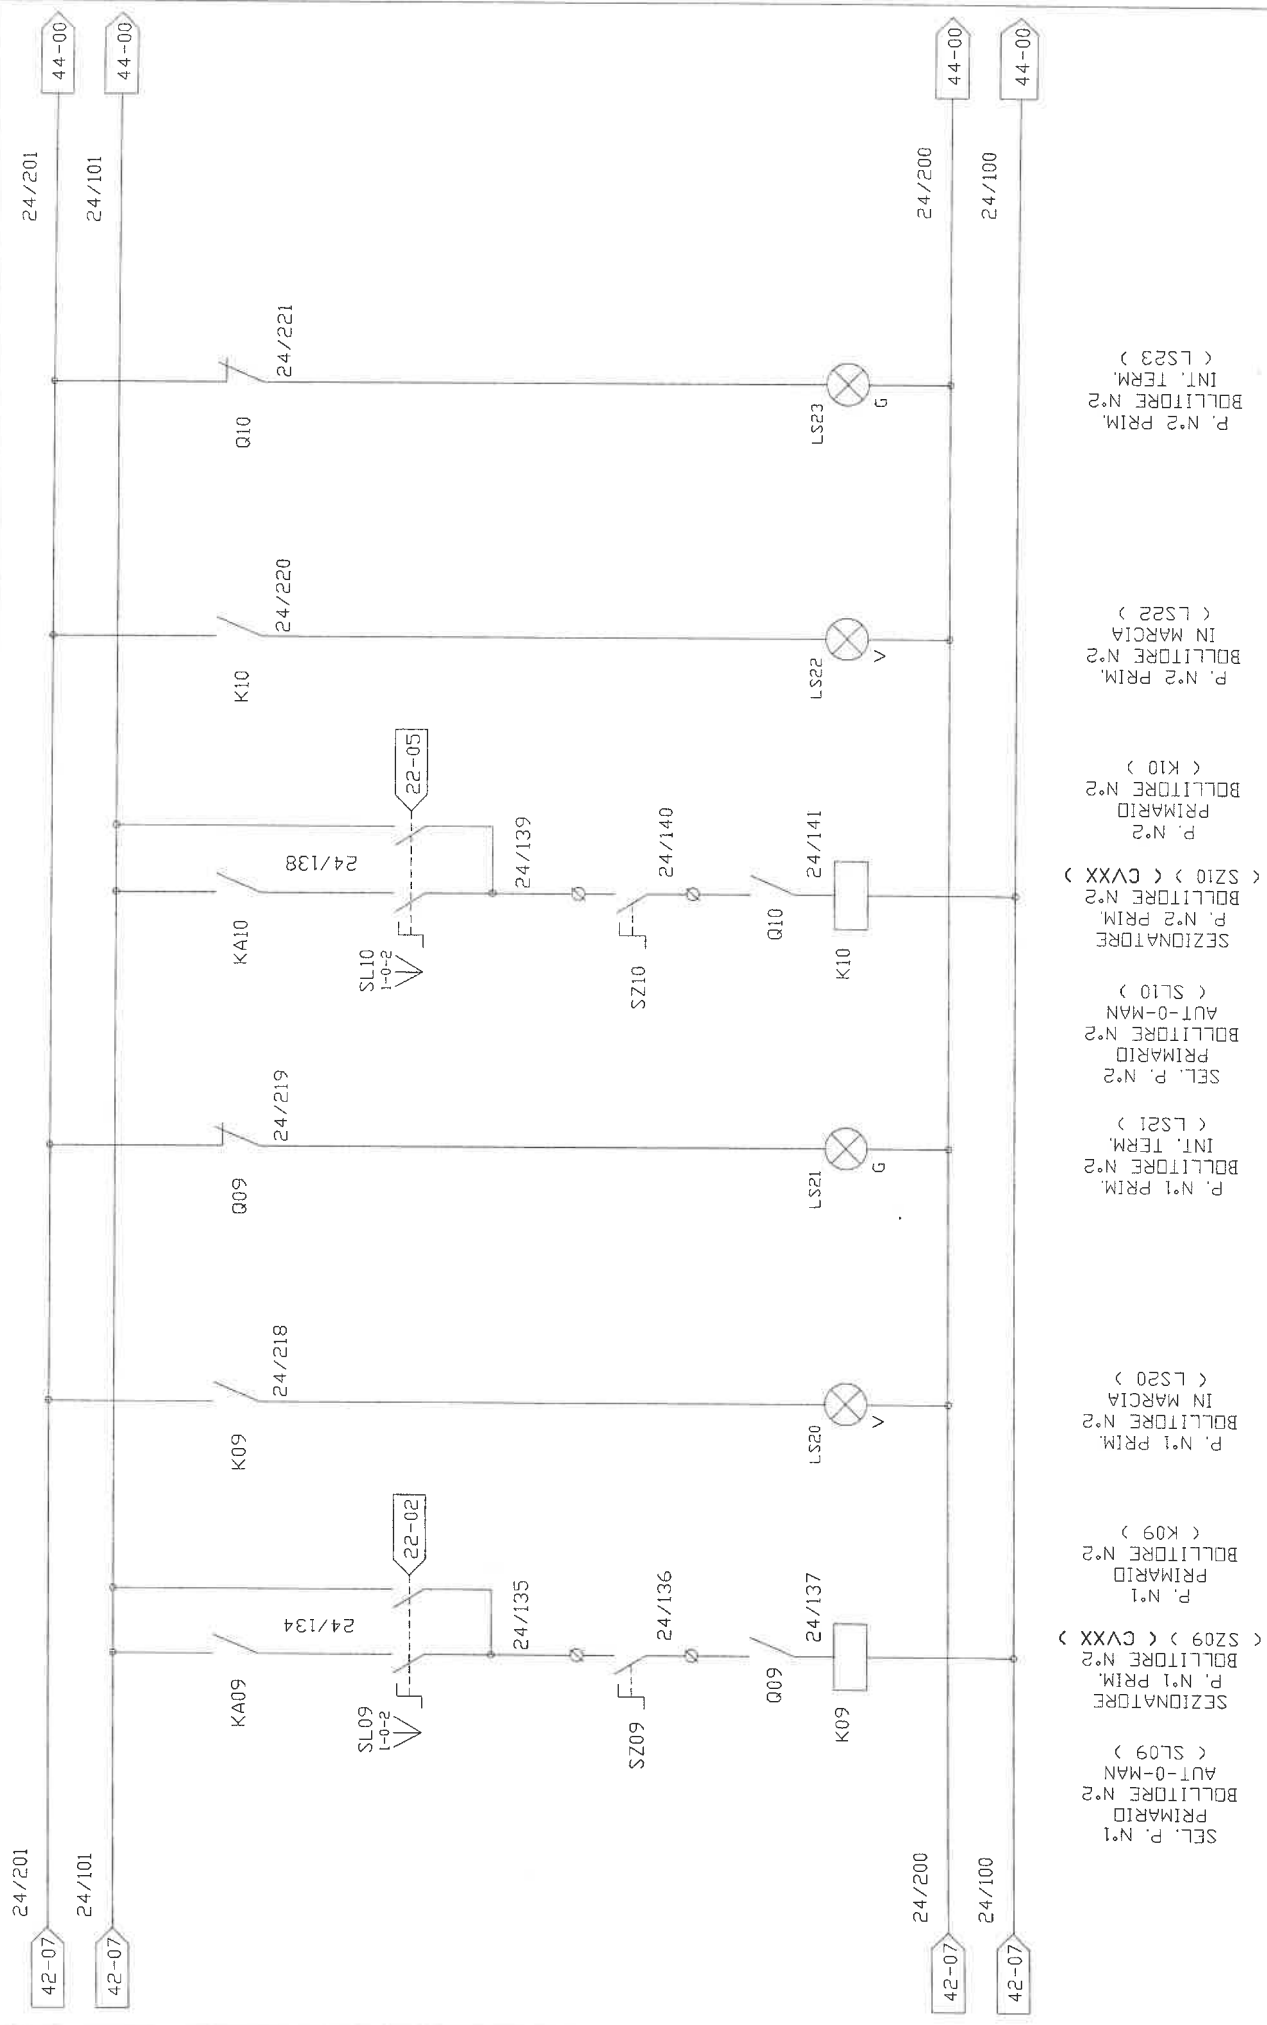 42-07
24/201
24/201
44-00
42-07
24/101
24/101
44-00
KA09
24/134
SL09
1-0-2
22-02
24/135
SZ09
24/136
Q09
24/137
K09
K09
24/218
LS20
V
Q09
24/219
LS21
G
KA10
24/138
SL10
1-0-2
22-05
24/139
SZ10
24/140
Q10
24/141
K10
K10
24/220
LS22
V
Q10
24/221
LS23
G
42-07
24/200
24/200
44-00
42-07
24/100
24/100
44-00
SEL. P. N°1
PRIMARIO
BOLLITORE N°2
AUT-O-MAN
( SL09 )
SEZIONATORE
P. N°1 PRIM.
BOLLITORE N°2
( SZ09 ) ( CVXX )
P. N°1
PRIMARIO
BOLLITORE N°2
( K09 )
P. N°1 PRIM.
BOLLITORE N°2
IN MARCIA
( LS20 )
P. N°1 PRIM.
BOLLITORE N°2
INT. TERM.
( LS21 )
SEL. P. N°2
PRIMARIO
BOLLITORE N°2
AUT-O-MAN
( SL10 )
SEZIONATORE
P. N°2 PRIM.
BOLLITORE N°2
( SZ10 ) ( CVXX )
P. N°2
PRIMARIO
BOLLITORE N°2
( K10 )
P. N°2 PRIM.
BOLLITORE N°2
IN MARCIA
( LS22 )
P. N°2 PRIM.
BOLLITORE N°2
INT. TERM.
( LS23 )